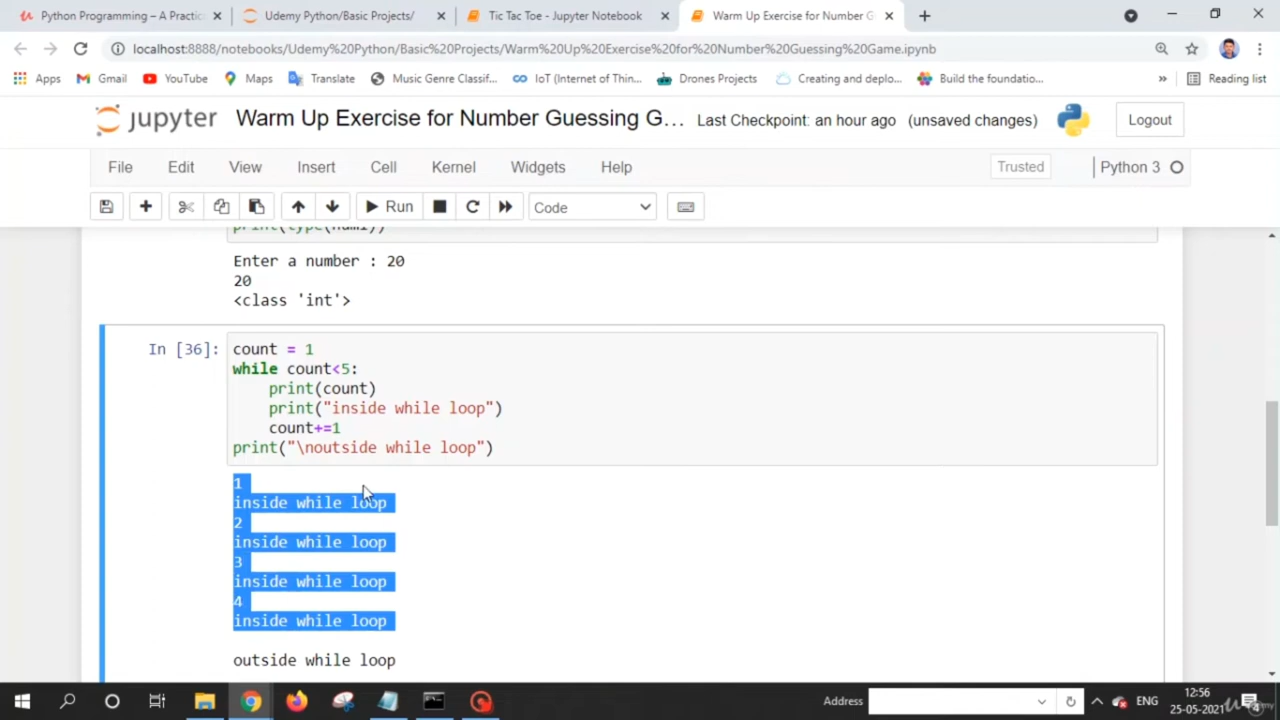 Python Programming – A Practic
Udemy Python/Basic Projects/
Tic Tac Toe - Jupyter Notebook
Warm Up Exercise for Number G
localhost:8888/notebooks/Udemy%20Python/Basic%20Projects/Warm%20Up%20Exercise%20for%20Number%20Guessing%20Game.ipynb
Apps
Gmail
YouTube
Maps
Translate
Music Genre Classif...
IoT (Internet of Thin...
Drones Projects
Creating and deplo...
Build the foundatio...
»
Reading list
jupyter
Warm Up Exercise for Number Guessing G...
Last Checkpoint: an hour ago
(unsaved changes)
Logout
File
Edit
View
Insert
Cell
Kernel
Widgets
Help
Trusted
Python 3
Run
Code
print(type(num1))
Enter a number : 20
20
<class 'int'>
In [36]:
count = 1
while count<5:
    print(count)
    print("inside while loop")
    count+=1
print("\noutside while loop")
1
inside while loop
2
inside while loop
3
inside while loop
4
inside while loop
outside while loop
Address
ENG
12:56
25-05-2021
4